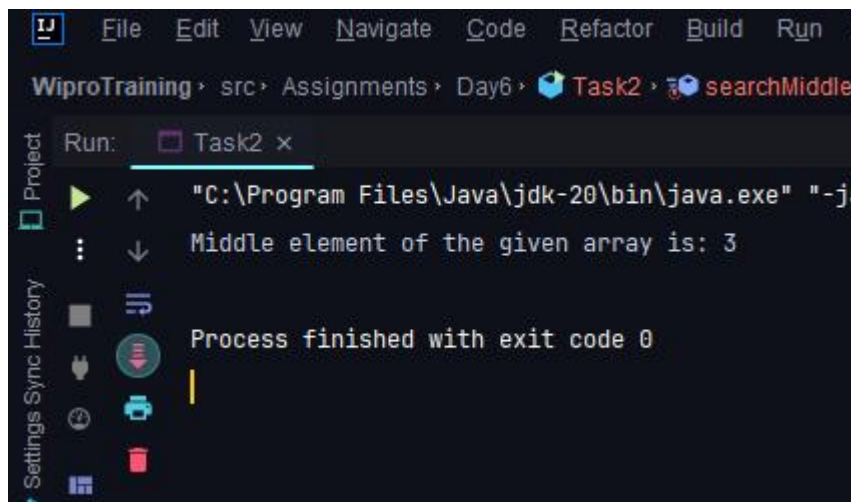 IJ File Edit View Navigate Code Refactor Build Run
WiproTraining › src › Assignments › Day6 › Task2 › searchMiddle
Run: Task2 ×
Project
"C:\Program Files\Java\jdk-20\bin\java.exe" "-j
Middle element of the given array is: 3
Settings Sync History
Process finished with exit code 0